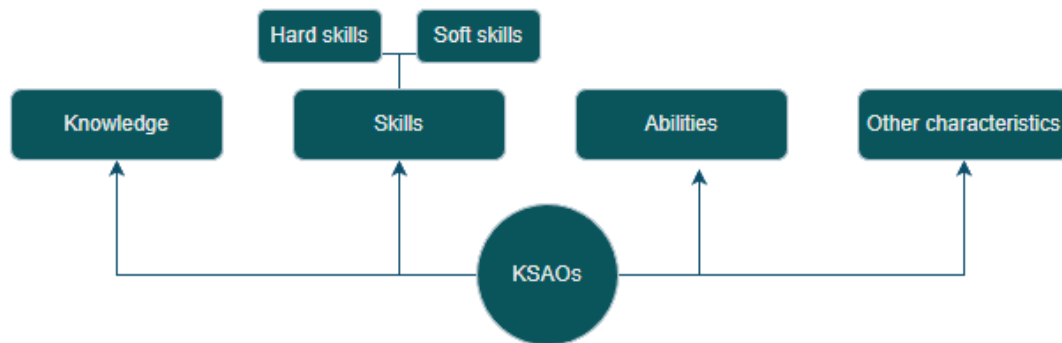 Hard skills
Soft skills
Knowledge
Skills
Abilities
Other characteristics
KSAOs